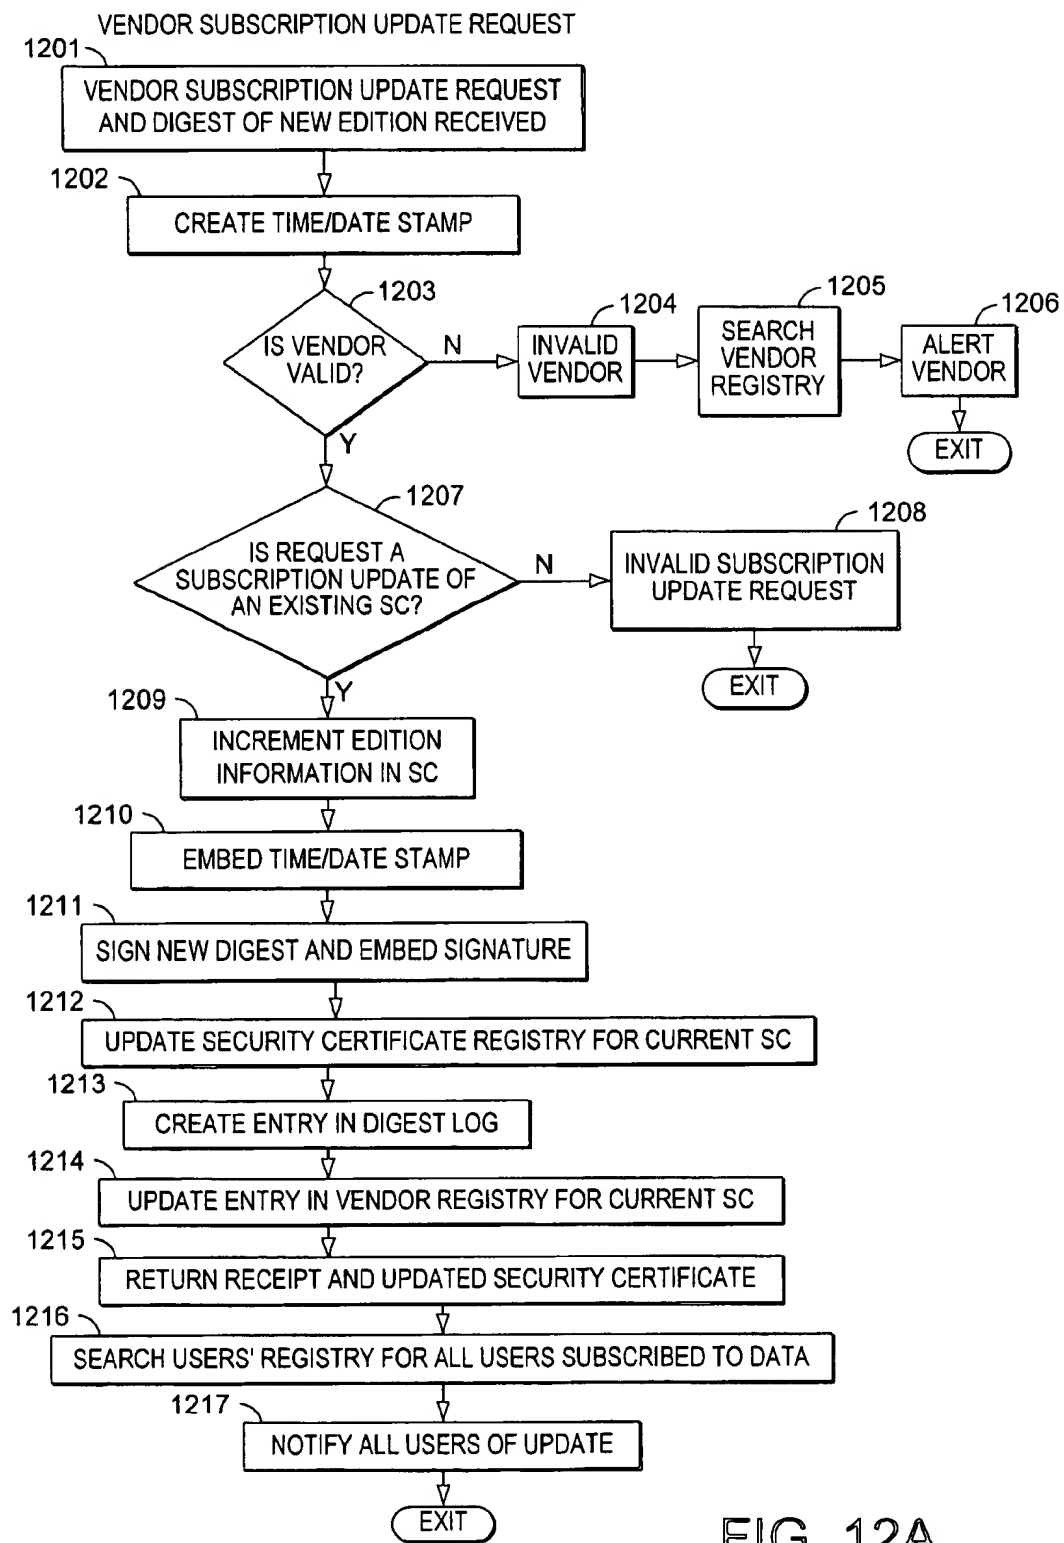 VENDOR SUBSCRIPTION UPDATE REQUEST
1201
VENDOR SUBSCRIPTION UPDATE REQUEST
AND DIGEST OF NEW EDITION RECEIVED
1202
CREATE TIME/DATE STAMP
1203
IS VENDOR
VALID?
N
1204
INVALID
VENDOR
1205
SEARCH
VENDOR
REGISTRY
1206
ALERT
VENDOR
EXIT
Y
1207
IS REQUEST A
SUBSCRIPTION UPDATE OF
AN EXISTING SC?
N
1208
INVALID SUBSCRIPTION
UPDATE REQUEST
EXIT
Y
1209
INCREMENT EDITION
INFORMATION IN SC
1210
EMBED TIME/DATE STAMP
1211
SIGN NEW DIGEST AND EMBED SIGNATURE
1212
UPDATE SECURITY CERTIFICATE REGISTRY FOR CURRENT SC
1213
CREATE ENTRY IN DIGEST LOG
1214
UPDATE ENTRY IN VENDOR REGISTRY FOR CURRENT SC
1215
RETURN RECEIPT AND UPDATED SECURITY CERTIFICATE
1216
SEARCH USERS' REGISTRY FOR ALL USERS SUBSCRIBED TO DATA
1217
NOTIFY ALL USERS OF UPDATE
EXIT
FIG. 12A